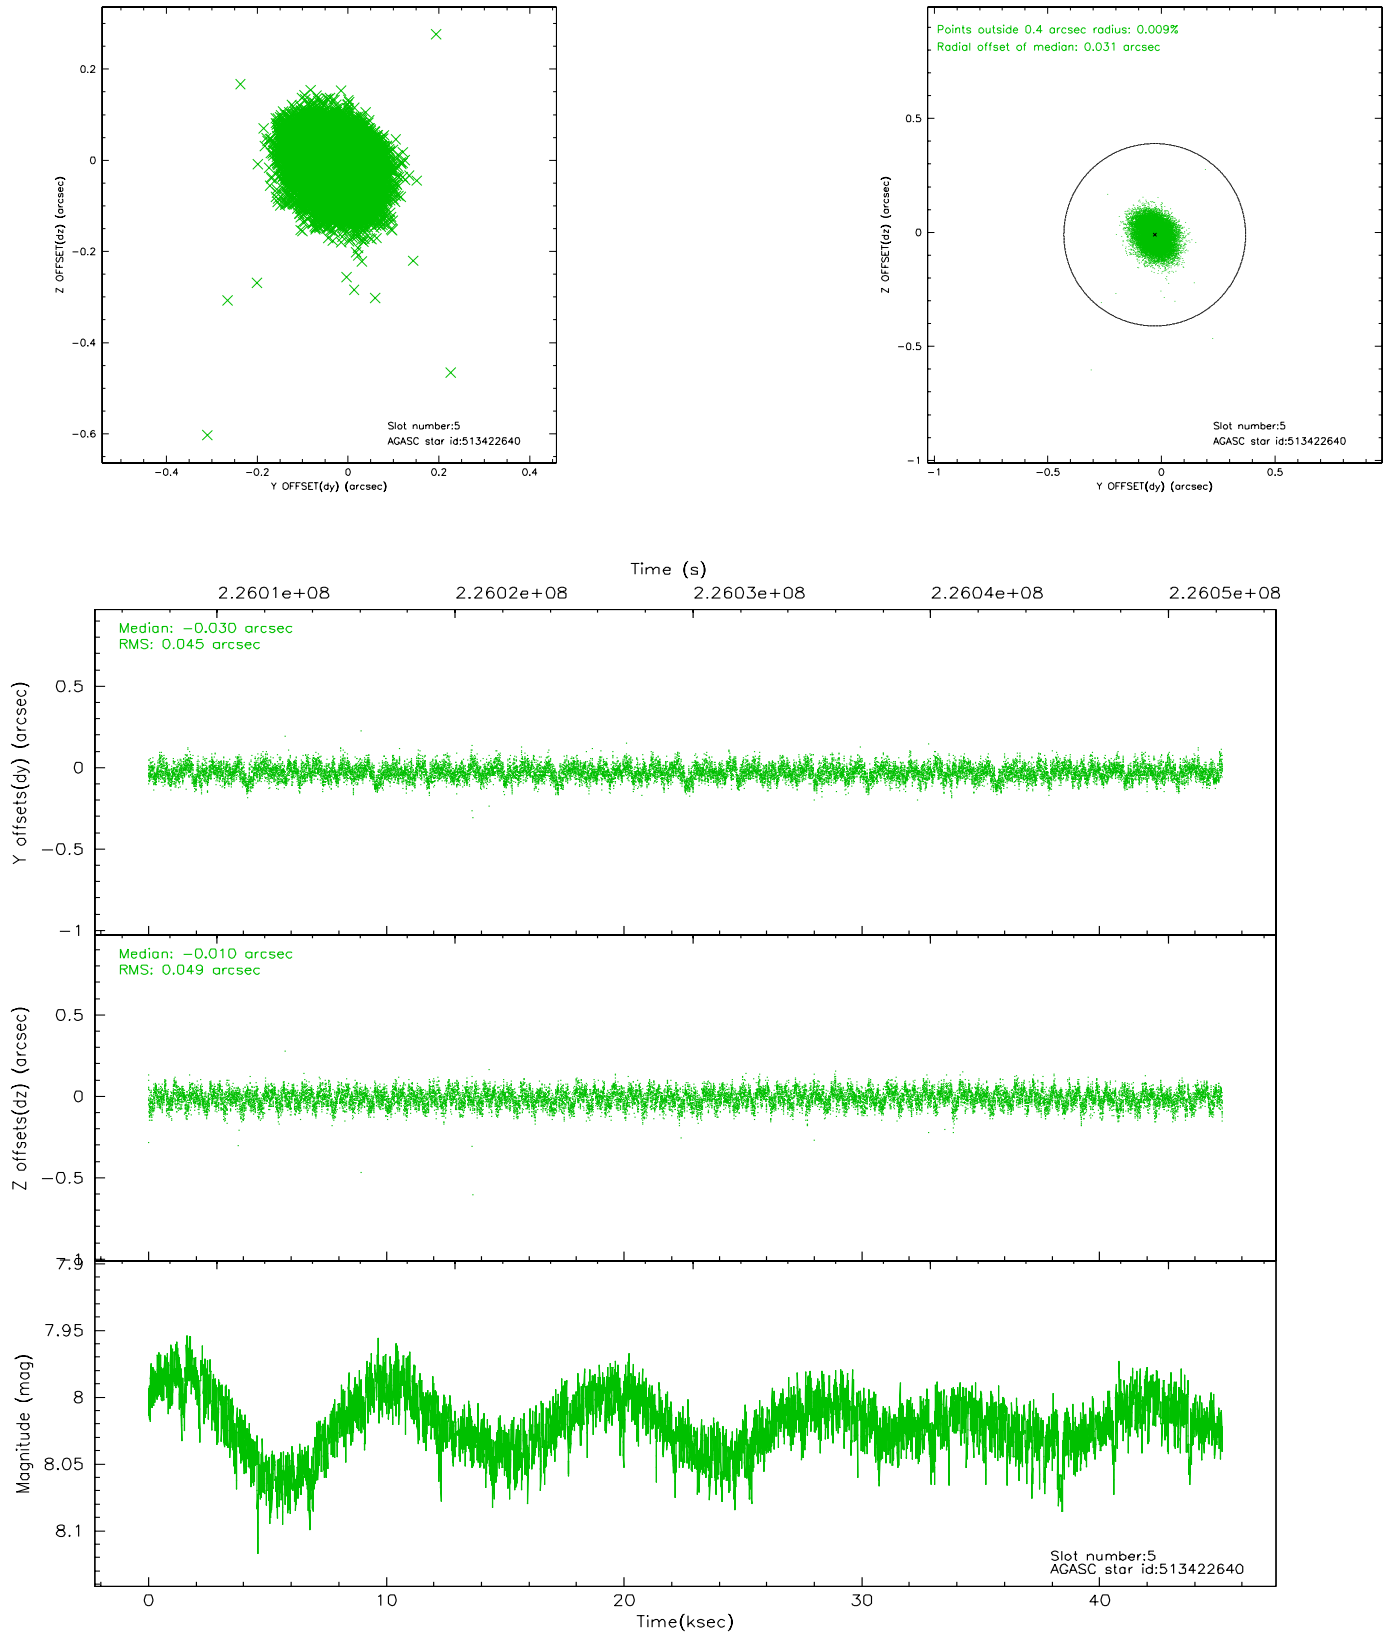 0.2
0
−0.2
−0.4
−0.6
Z OFFSET(dz) (arcsec)
Slot number:5
AGASC star id:513422640
−0.4
−0.2
0
0.2
0.4
Y OFFSET(dy) (arcsec)
Points outside 0.4 arcsec radius: 0.009%
Radial offset of median: 0.031 arcsec
0.5
0
−0.5
−1
Z OFFSET(dz) (arcsec)
Slot number:5
AGASC star id:513422640
−1
−0.5
0
0.5
Y OFFSET(dy) (arcsec)
Time (s)
2.2601e+08
2.2602e+08
2.2603e+08
2.2604e+08
2.2605e+08
Median: −0.030 arcsec
RMS: 0.045 arcsec
0.5
0
−0.5
−1
Y offsets(dy) (arcsec)
Median: −0.010 arcsec
RMS: 0.049 arcsec
0.5
0
−0.5
−1
Z offsets(dz) (arcsec)
7.9
7.95
8
8.05
8.1
Magnitude (mag)
Slot number:5
AGASC star id:513422640
0
10
20
30
40
Time(ksec)